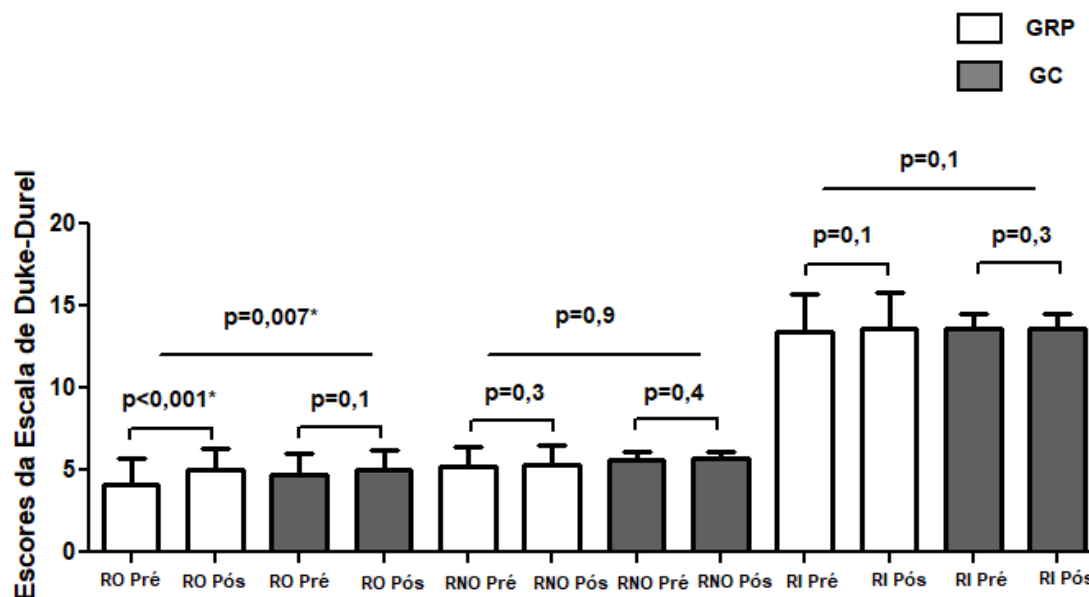 GRP
GC
Escores da Escala de Duke-Durel
20
15
10
5
0
p=0,1
p=0,1
p=0,3
p=0,007*
p=0,9
p<0,001*
p=0,1
p=0,3
p=0,4
RO Pré
RO Pós
RO Pré
RO Pós
RNO Pré
RNO Pós
RNO Pré
RNO Pós
RI Pré
RI Pós
RI Pré
RI Pós